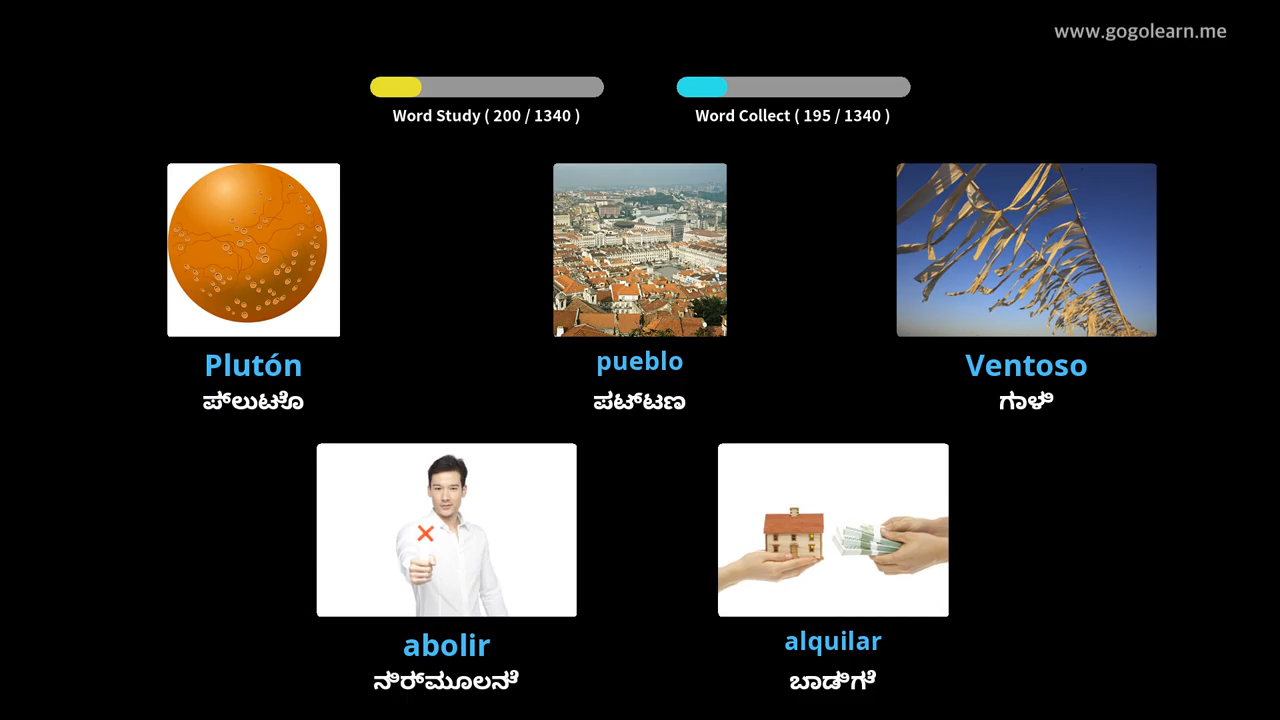 www.gogolearn.me
Word Study ( 200 / 1340 )
Word Collect ( 195 / 1340 )
Plutón
pueblo
Ventoso
ಪ್ಲುಟೊ
ಪಟ್ಟಣ
ಗಾಳಿ
abolir
alquilar
ನಿರ್ಮೂಲನೆ
ಬಾಡಿಗೆ